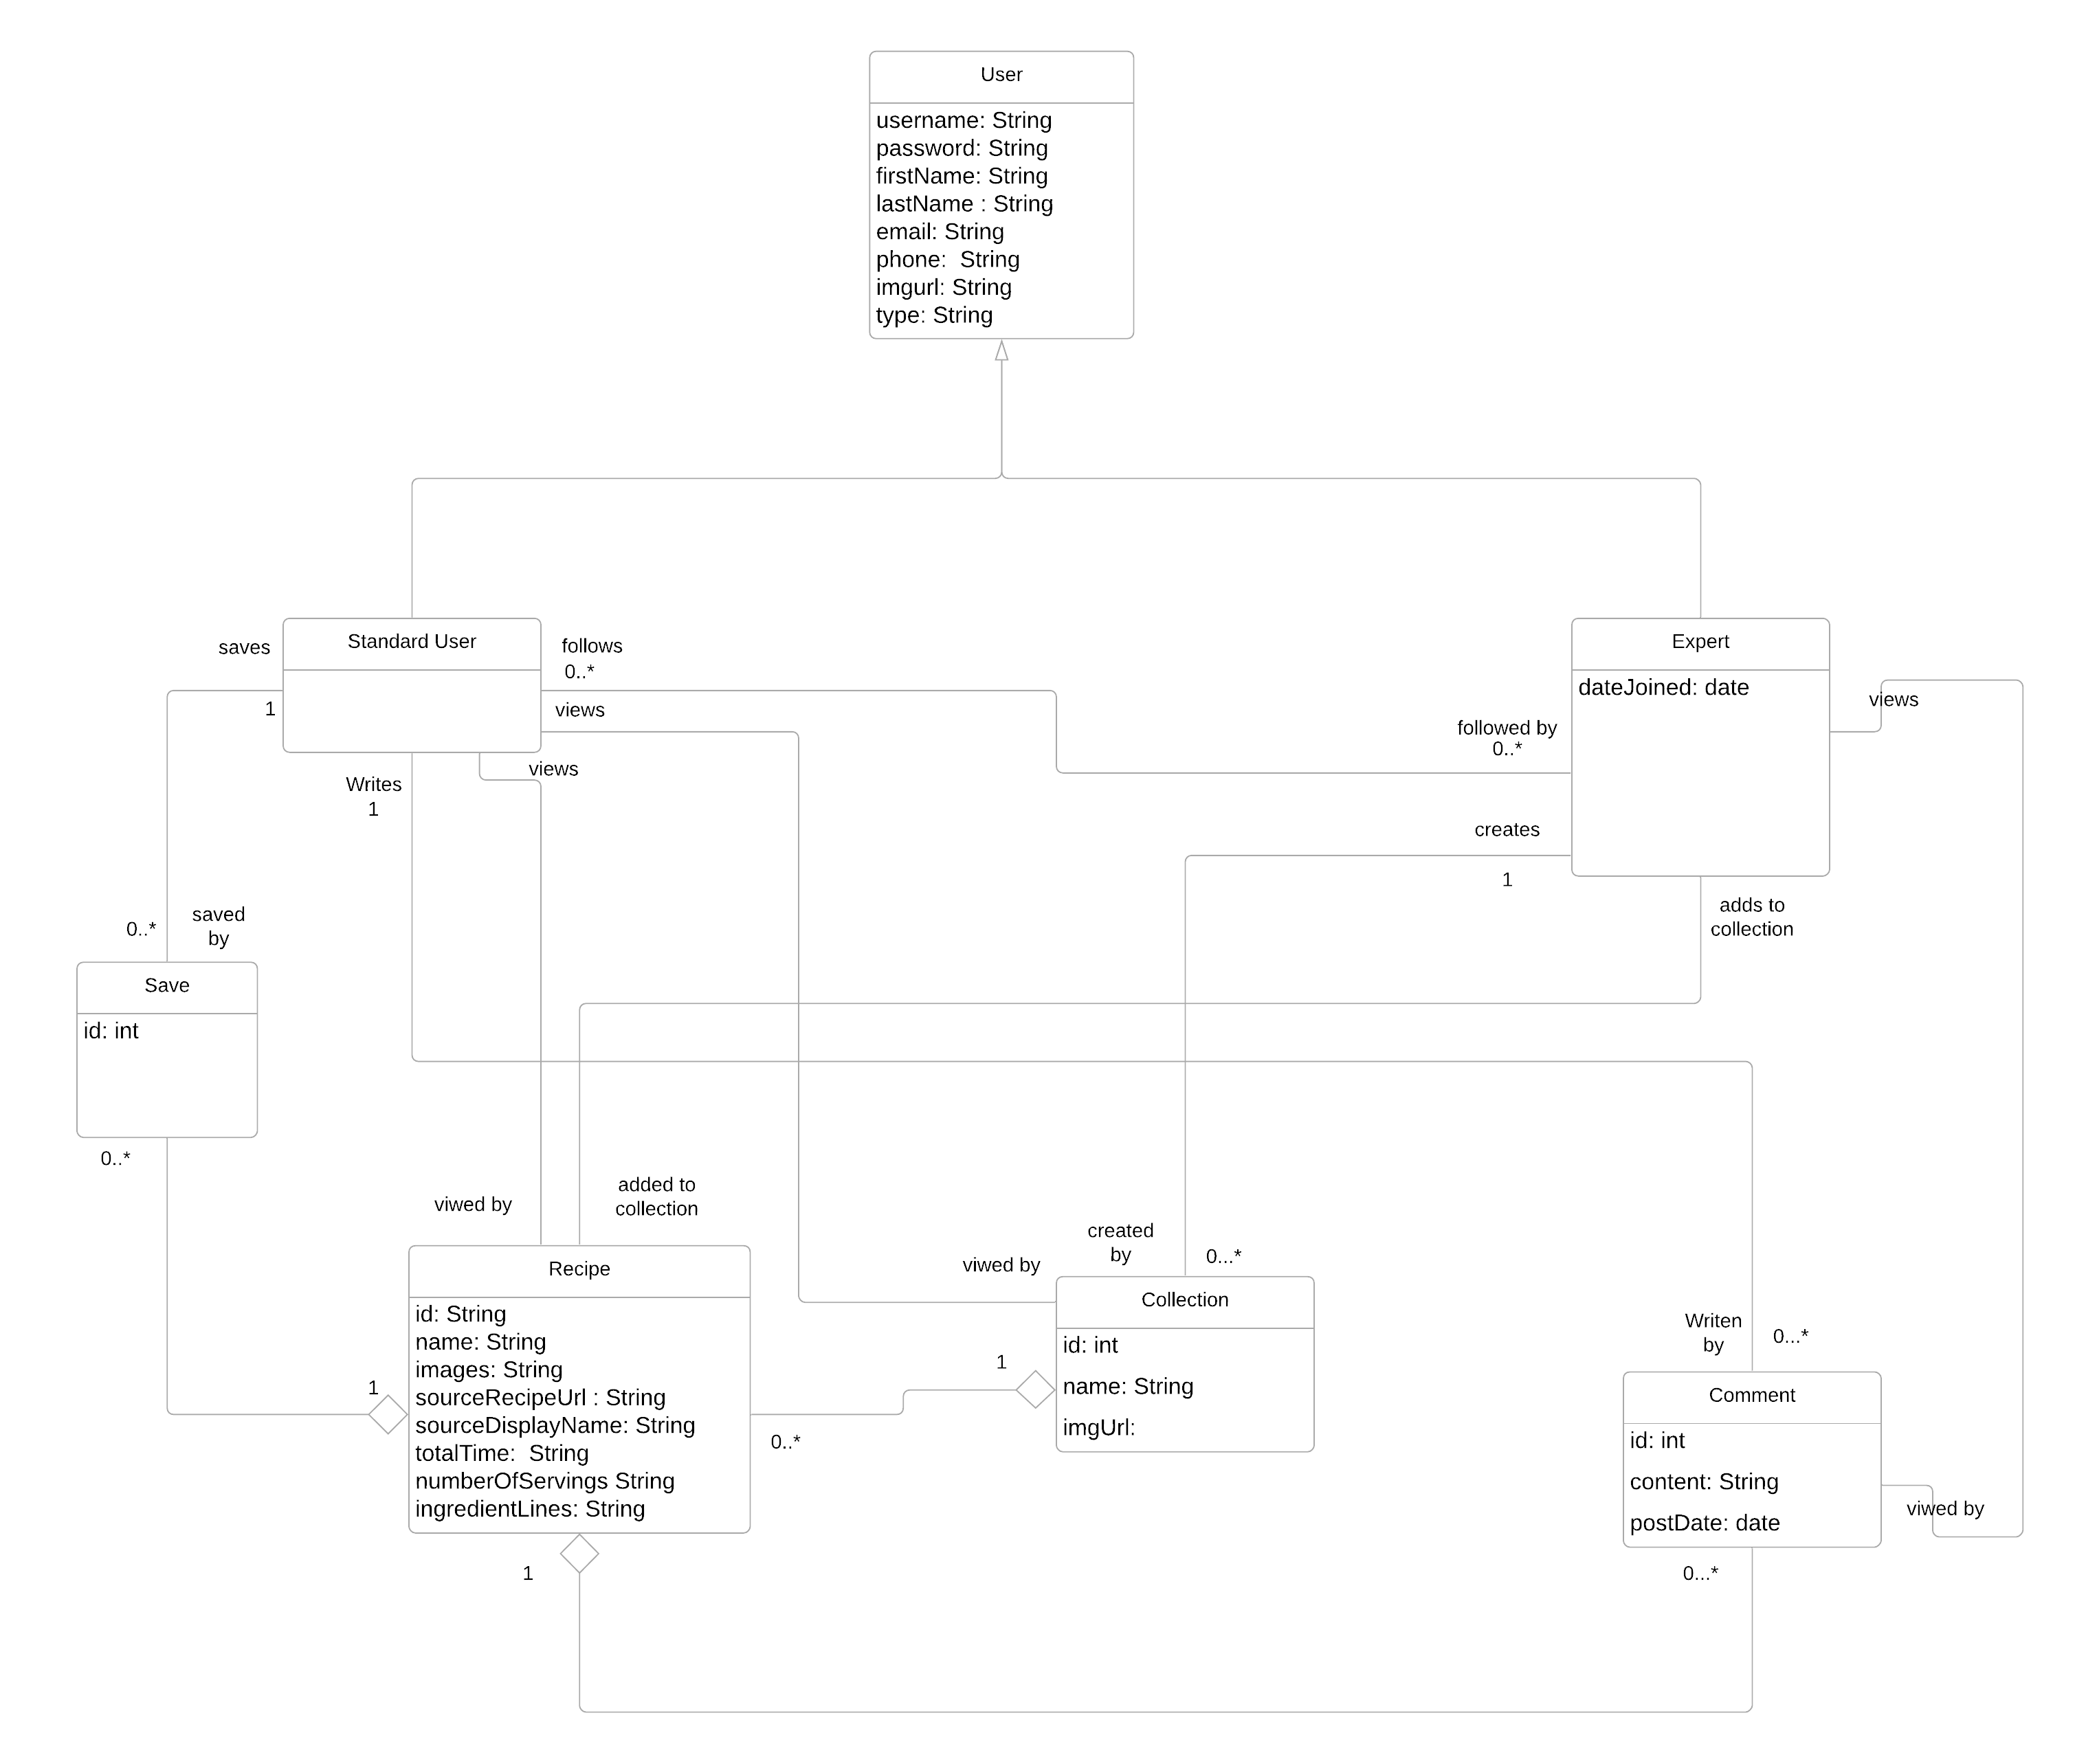 User
username: String
password: String
firstName: String
lastName : String
email: String
phone:  String
imgurl: String
type: String
saves
Standard User
1
follows
0..*
views
views
Writes
1
Expert
dateJoined: date
followed by
0..*
views
creates
1
adds to
collection
0..*
saved
by
Save
id: int
0..*
viwed by
added to
collection
Recipe
id: String
name: String
images: String
sourceRecipeUrl : String
sourceDisplayName: String
totalTime:  String
numberOfServings String
ingredientLines: String
1
1
0..*
viwed by
created
by
0...*
Collection
id: int
name: String
imgUrl:
1
Writen
by
0...*
Comment
id: int
content: String
postDate: date
viwed by
0...*